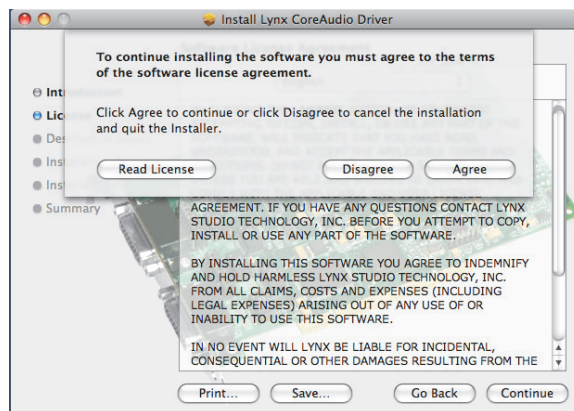 Install Lynx CoreAudio Driver
To continue installing the software you must agree to the terms
of the software license agreement.
Click Agree to continue or click Disagree to cancel the installation
and quit the Installer.
Read License
Disagree
Agree
Int
Lice
Des
Inst
Inst
Summary
AGREEMENT. IF YOU HAVE ANY QUESTIONS CONTACT LYNX
STUDIO TECHNOLOGY, INC. BEFORE YOU ATTEMPT TO COPY,
INSTALL OR USE ANY PART OF THE SOFTWARE.
BY INSTALLING THIS SOFTWARE YOU AGREE TO INDEMNIFY
AND HOLD HARMLESS LYNX STUDIO TECHNOLOGY, INC.
FROM ALL CLAIMS, COSTS AND EXPENSES (INCLUDING
LEGAL EXPENSES) ARISING OUT OF ANY USE OF OR
INABILITY TO USE THIS SOFTWARE.
IN NO EVENT WILL LYNX BE LIABLE FOR INCIDENTAL,
CONSEQUENTIAL OR OTHER DAMAGES RESULTING FROM THE
Print...
Save...
Go Back
Continue